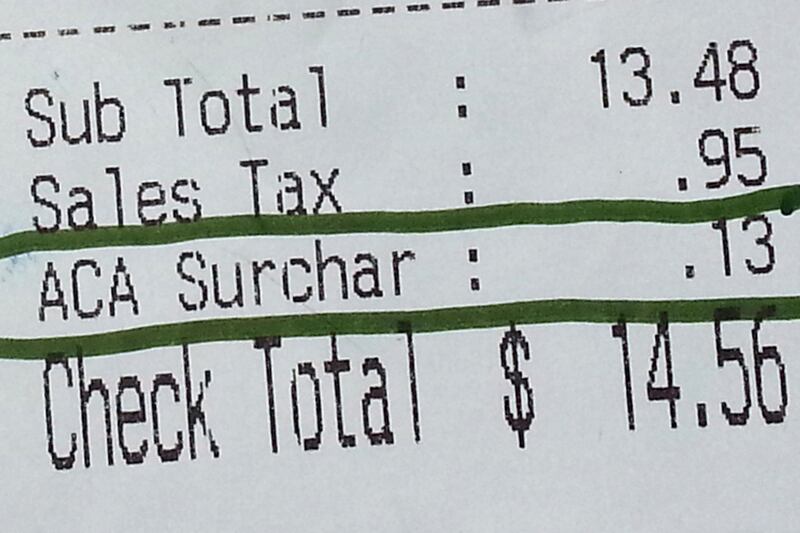 Sub Total : 13.48
Sales Tax : .95
ACA Surchar : .13
Check Total $ 14.56